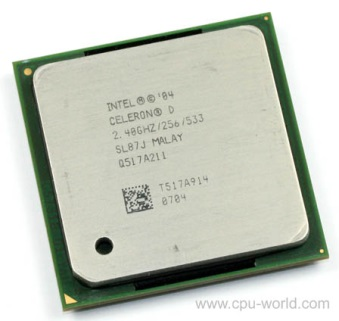 INTEL®©'04
CELERON® D
2.40GHZ/256/533
SL87J MALAY
Q517A211
T517A914
0704
www.cpu-world.com